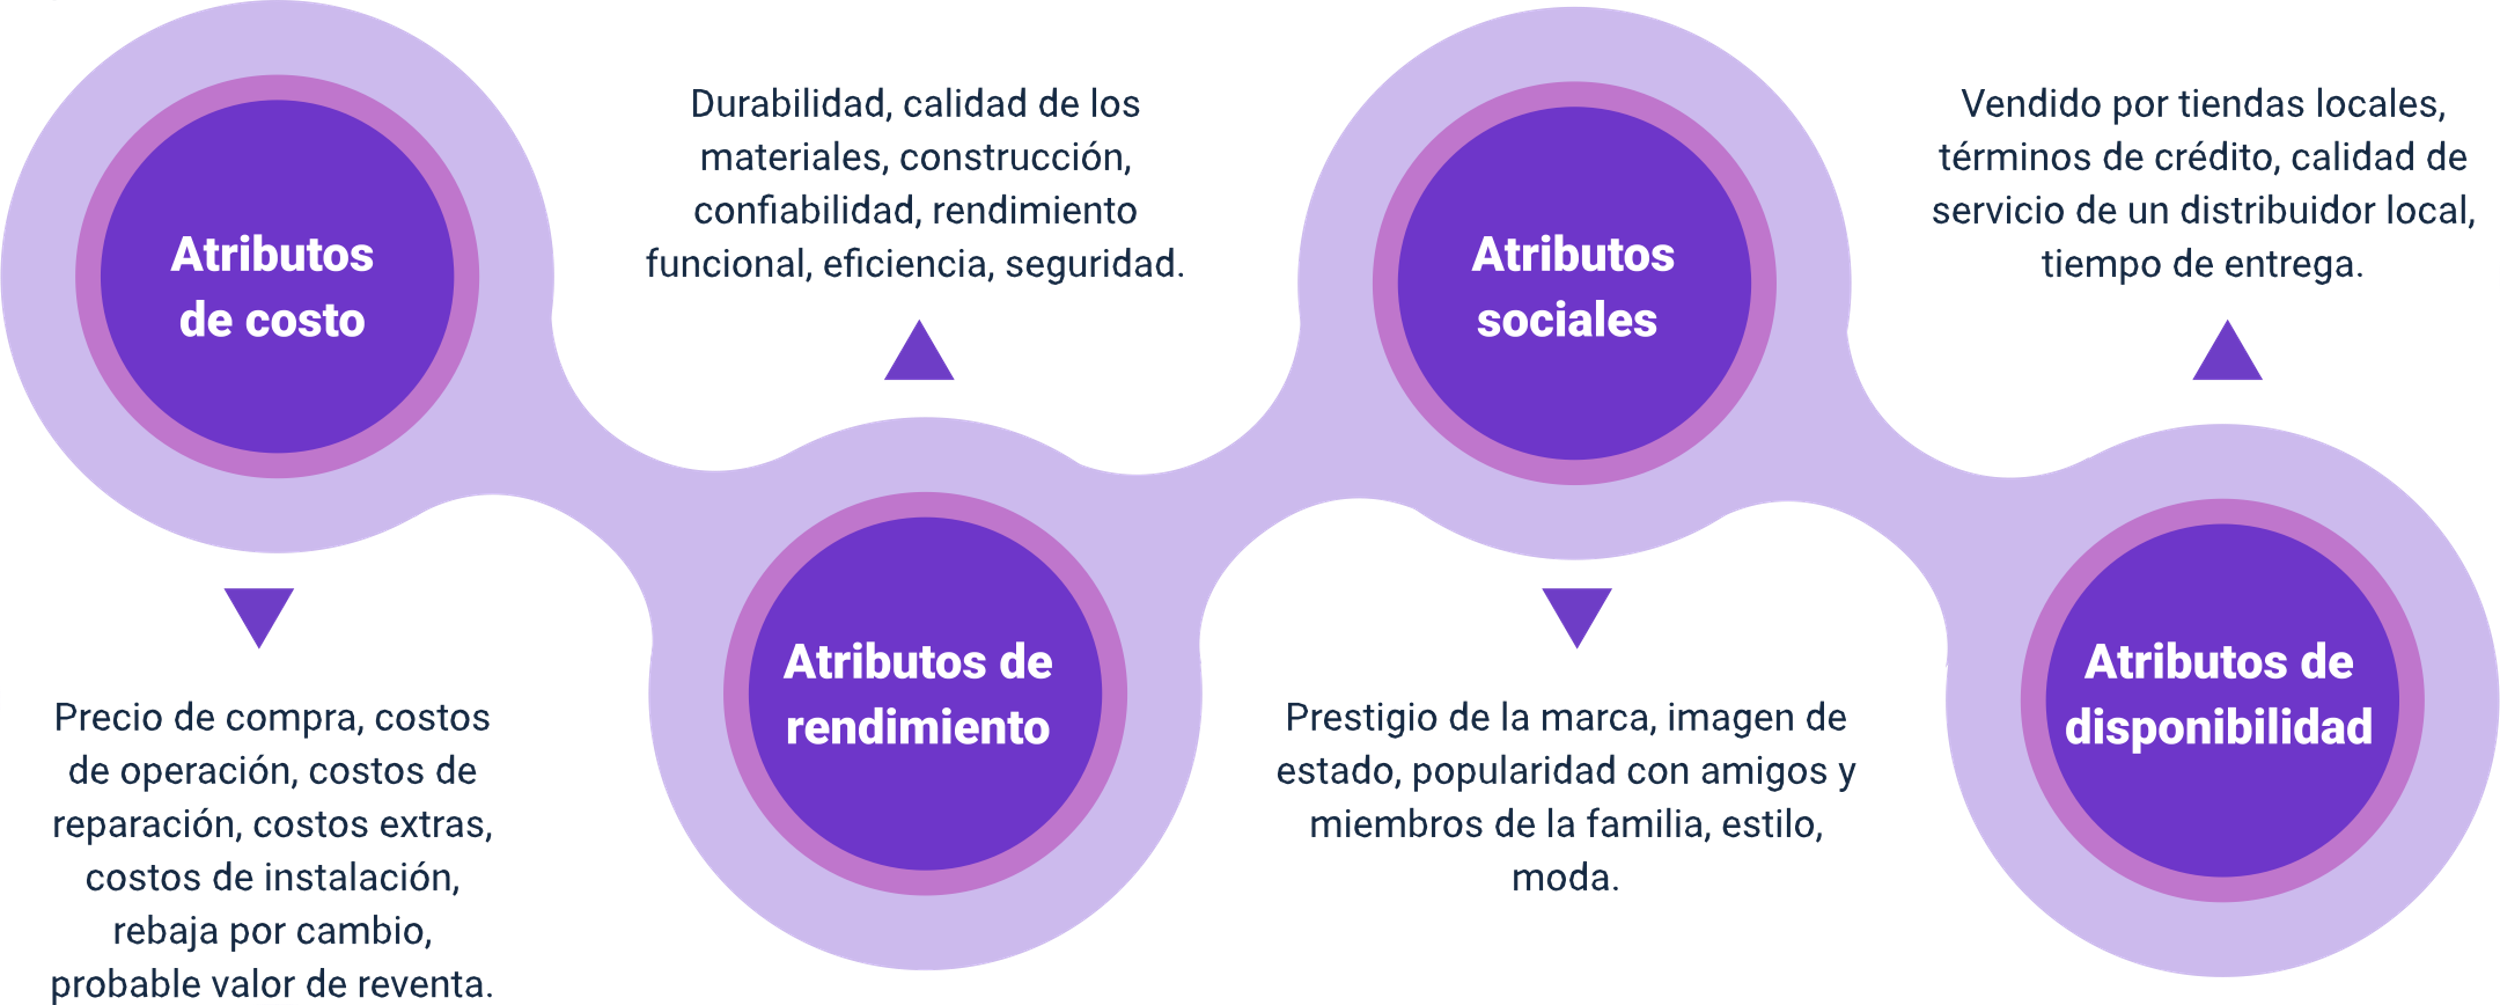 Atributos
de costo
Precio de compra, costos
de operación, costos de
reparación, costos extras,
costos de instalación,
rebaja por cambio,
probable valor de reventa.
Durabilidad, calidad de los
materiales, construcción,
confiabilidad, rendimiento
funcional, eficiencia, seguridad.
Atributos de
rendimiento
Atributos
sociales
Prestigio de la marca, imagen de
estado, popularidad con amigos y
miembros de la familia, estilo,
moda.
Vendido por tiendas locales,
términos de crédito, calidad de
servicio de un distribuidor local,
tiempo de entrega.
Atributos de
disponibilidad